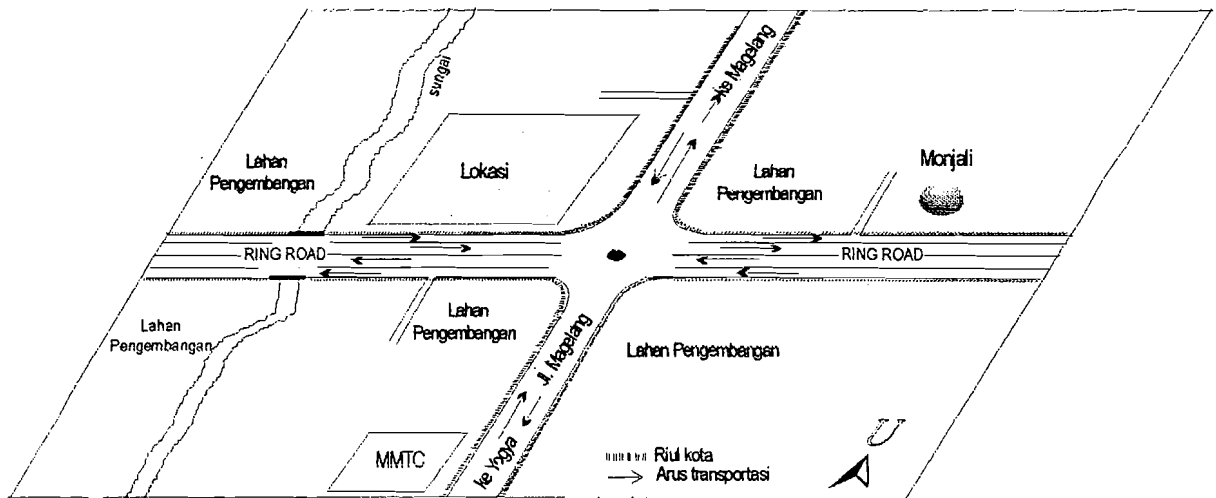 sungai
ke Magelang
Lahan
Pengembangan
Lokasi
Lahan
Pengembangan
Monjali
RING ROAD
RING ROAD
Lahan
Pengembangan
Lahan
Pengembangan
Jl. Magelang
Lahan Pengembangan
ke Yogya
MMTC
Riul kota
Arus transportasi
U